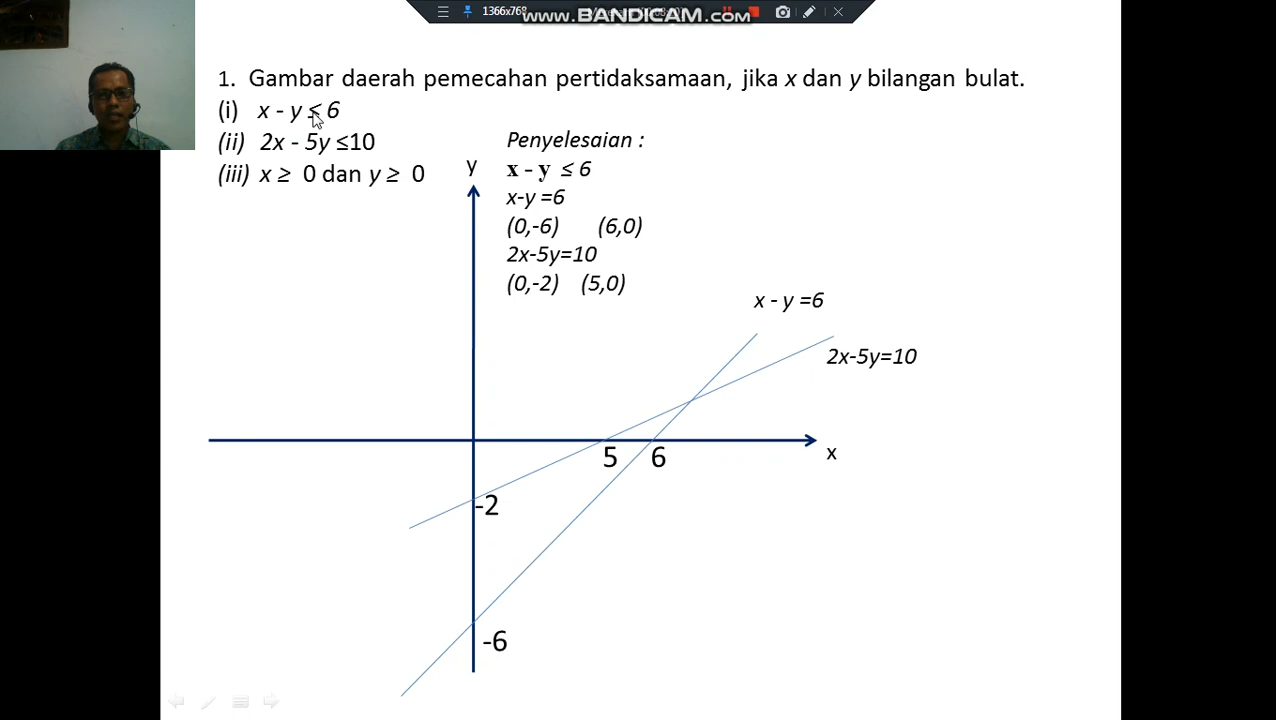 1366x768
www.BANDICAM.com
1. Gambar daerah pemecahan pertidaksamaan, jika x dan y bilangan bulat.
(i) x - y ≤ 6
(ii) 2x - 5y ≤10
(iii) x ≥ 0 dan y ≥ 0
Penyelesaian :
x - y ≤ 6
x-y =6
(0,-6) (6,0)
2x-5y=10
(0,-2) (5,0)
y
x - y =6
2x-5y=10
5 6
x
-2
-6